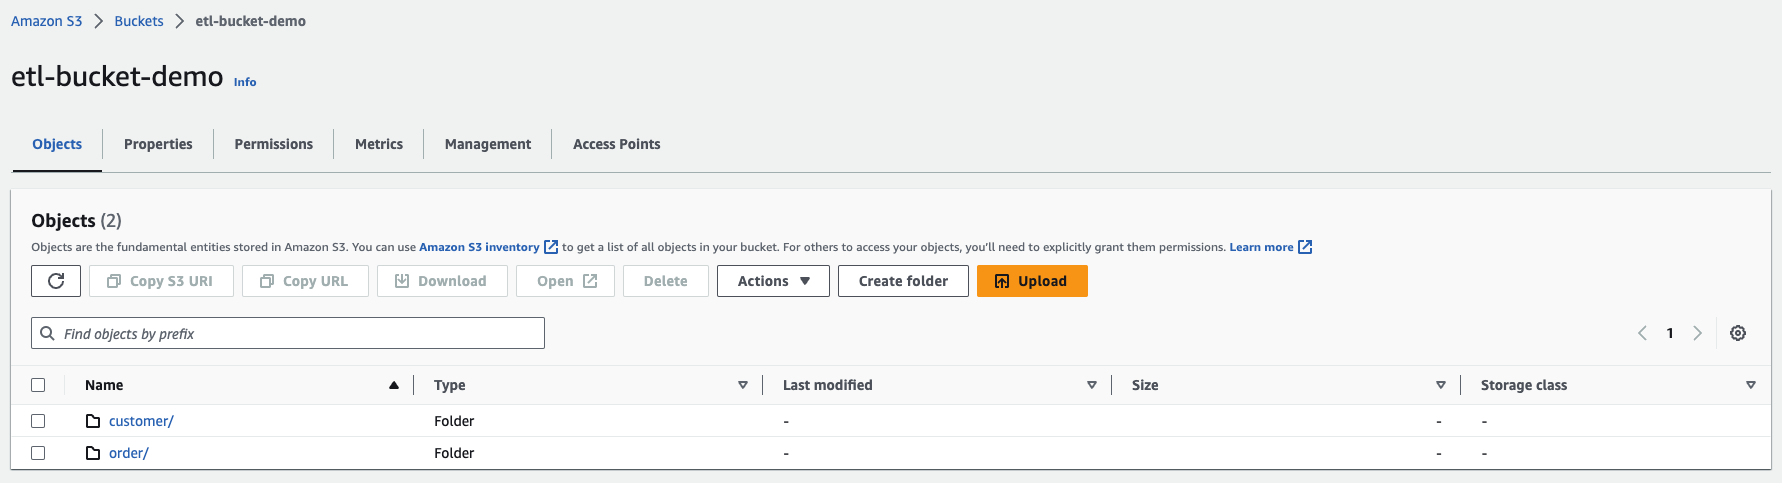 Amazon S3 > Buckets > etl-bucket-demo
etl-bucket-demo Info
Objects Properties Permissions Metrics Management Access Points
Objects (2)
Objects are the fundamental entities stored in Amazon S3. You can use Amazon S3 inventory to get a list of all objects in your bucket. For others to access your objects, you'll need to explicitly grant them permissions. Learn more
Copy S3 URI Copy URL Download Open Delete Actions Create folder Upload
Find objects by prefix 1
Name Type Last modified Size Storage class
customer/ Folder - - -
order/ Folder - - -